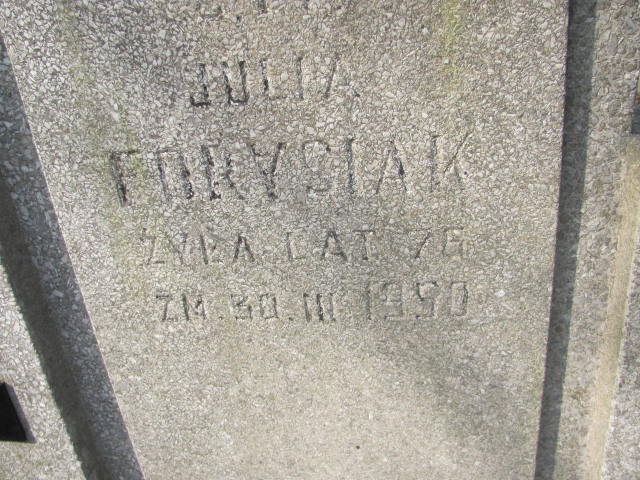 JULIA
FORYSIAK
ŻYŁA LAT 76
ZM. 30. III 1950